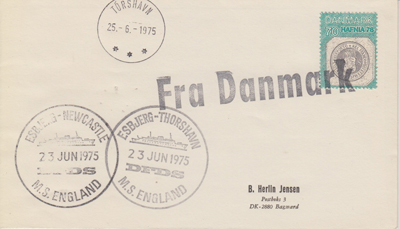 TÓRSHAVN
25.-6.-1975
DANMARK
70 HAFNIA 76
Fra Danmark
ESBJERG-NEWCASTLE
23 JUN 1975
DFDS
M.S. ENGLAND
ESBJERG-THORSHAVN
23 JUN 1975
DFDS
M.S. ENGLAND
B. Herlin Jensen
Postboks 3
DK-2880 Bagsværd